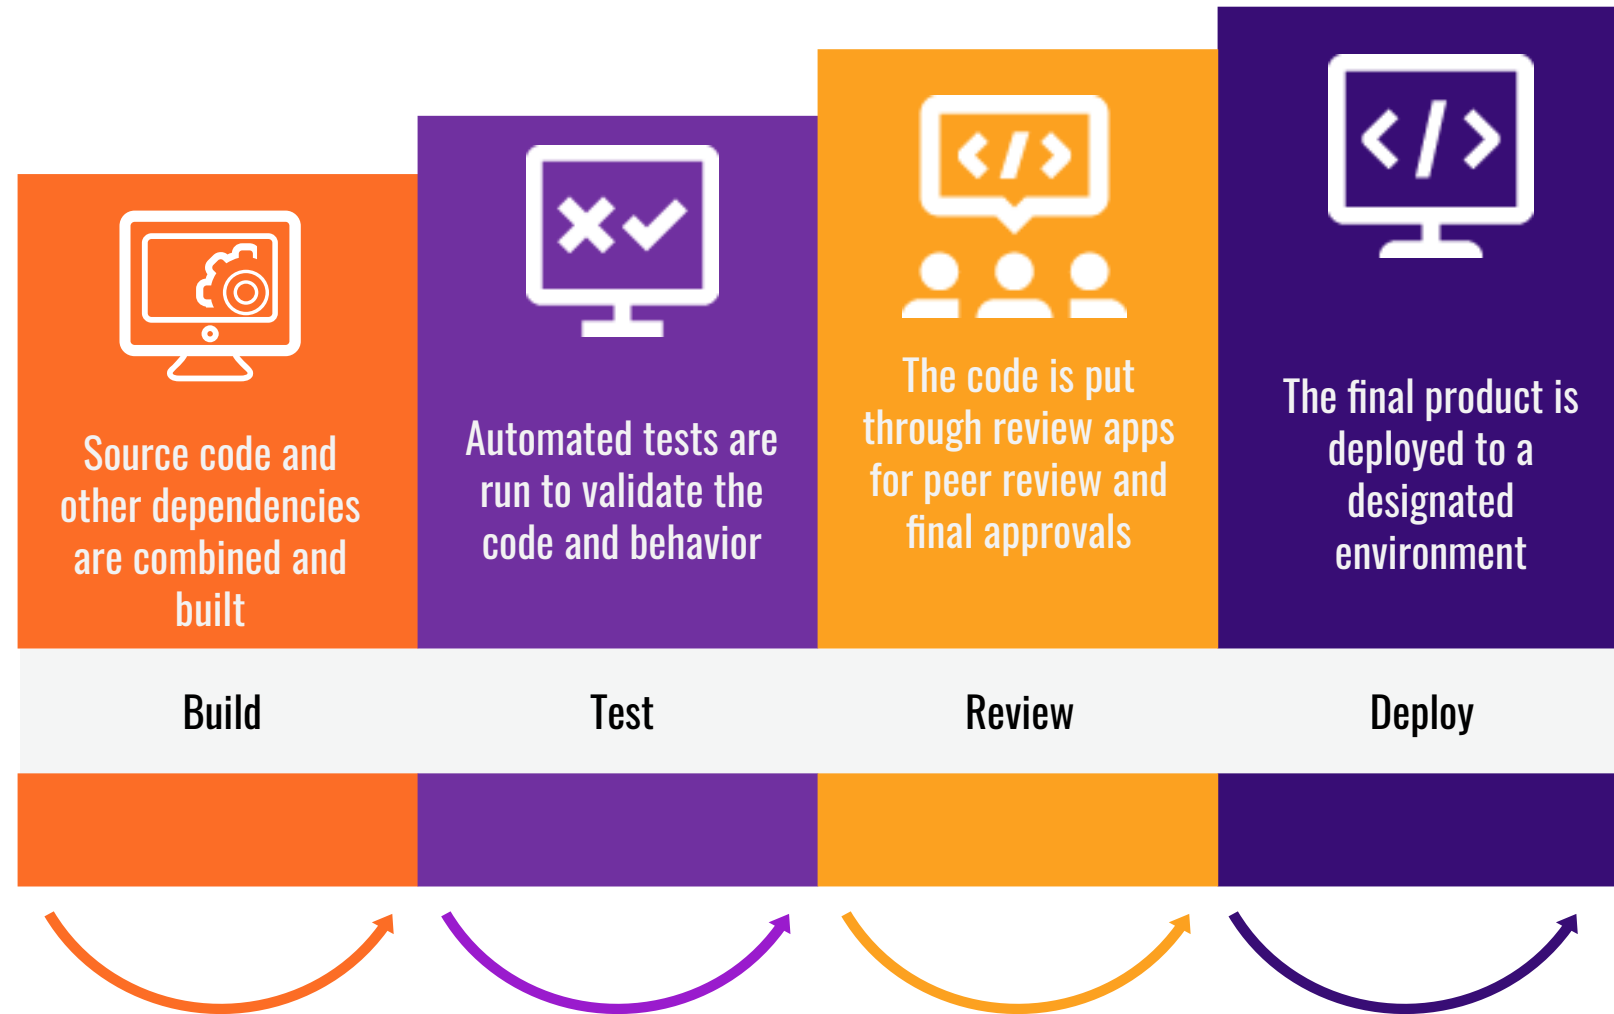 Source code and
other dependencies
are combined and
built
Automated tests are
run to validate the
code and behavior
The code is put
through review apps
for peer review and
final approvals
The final product is
deployed to a
designated
environment
Build
Test
Review
Deploy